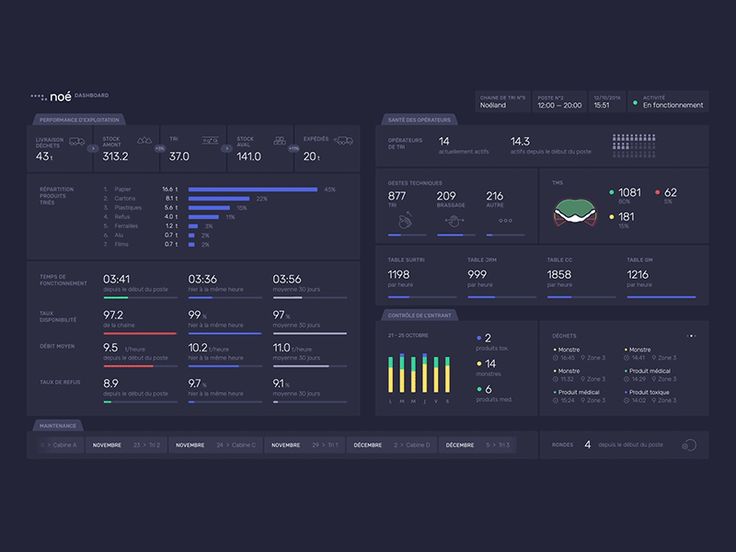 noé DASHBOARD
CHAINE DE TRI N°5
Noéland
POSTE N°2
12:00 — 20:00
12/10/2016
15:51
ACTIVITÉ
En fonctionnement
PERFORMANCE D'EXPLOITATION
LIVRAISON
DÉCHETS
43 t
STOCK
AMONT
313.2
TRI
37.0
STOCK
AVAL
141.0
EXPÉDIÉS
20 t
RÉPARTITION
PRODUITS
TRIÉS
1. Papier 16.6 t 45%
2. Cartons 8.1 t 22%
3. Plastiques 5.6 t 15%
4. Refus 4.0 t 11%
5. Ferrailles 1.2 t 3%
6. Alu 0.7 t 2%
7. Films 0.7 t 2%
TEMPS DE
FONCTIONNEMENT
03:41
depuis le début du poste
03:36
hier à la même heure
03:56
moyenne 30 jours
TAUX
DISPONIBILITÉ
97.2
de la chaine
99 %
hier à la même heure
97 %
moyenne 30 jours
DÉBIT MOYEN
9.5 t/heure
depuis le début du poste
10.2 t/heure
hier à la même heure
11.0 t/heure
moyenne 30 jours
TAUX DE REFUS
8.9
depuis le début du poste
9.7 %
hier à la même heure
9.1 %
moyenne 30 jours
SANTÉ DES OPÉRATEURS
OPÉRATEURS
DE TRI
14
actuellement actifs
14.3
actifs depuis le début du poste
GESTES TECHNIQUES
877
TRI
209
BRASSAGE
216
AUTRE
TMS
1081
80%
62
5%
181
15%
TABLE SURTRI
1198
par heure
TABLE JRM
999
par heure
TABLE CC
1858
par heure
TABLE GM
1216
par heure
CONTRÔLE DE L'ENTRANT
21 - 25 OCTOBRE
L M M J V S
2
produits tox.
14
monstres
6
produits med.
DÉCHETS
Monstre
16:45 Zone 3
Monstre
14:41 Zone 3
Monstre
11:32 Zone 3
Produit médical
14:29 Zone 3
Produit médical
15:24 Zone 3
Produit toxique
14:02 Zone 3
MAINTENANCE
> Cabine A
NOVEMBRE 23 > Tri 2
NOVEMBRE 24 > Cabine C
NOVEMBRE 29 > Tri 1
DÉCEMBRE 2 > Cabine D
DÉCEMBRE 5 > Tri 3
RONDES 4 depuis le début du poste